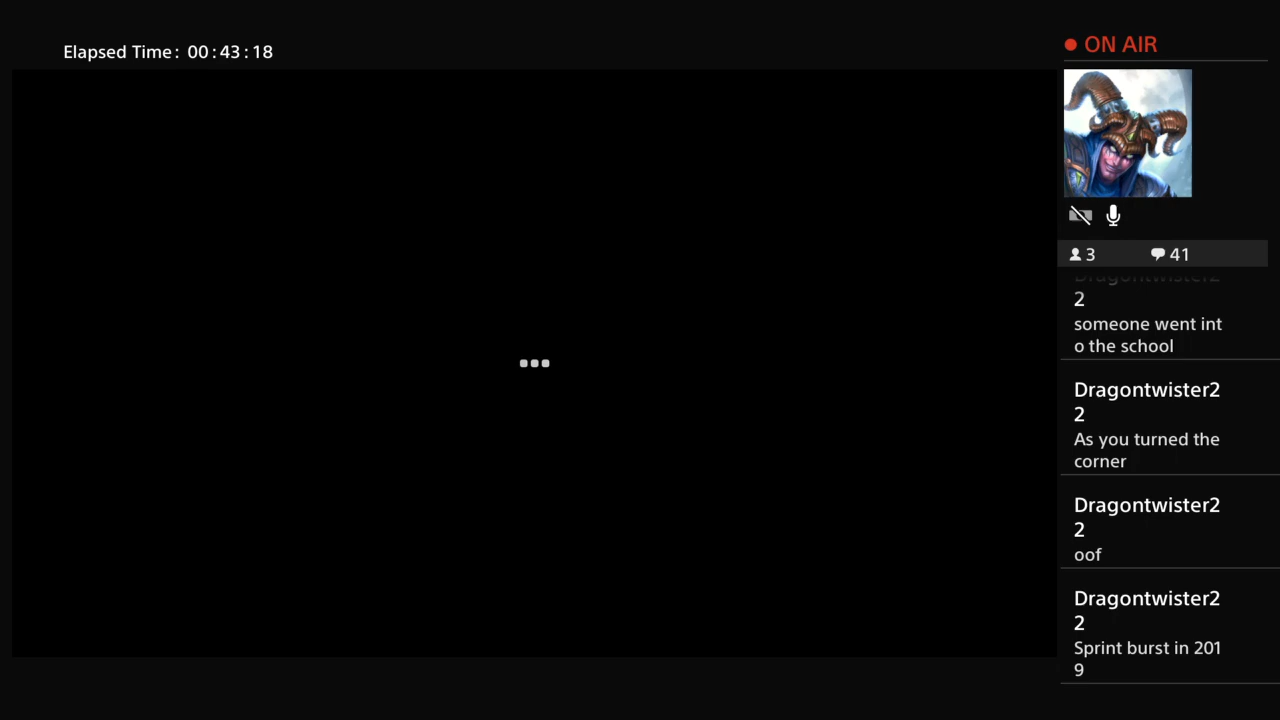 Elapsed Time: 00:43:18
ON AIR
3 41
Dragontwister2
2
someone went int
o the school
Dragontwister2
2
As you turned the
corner
Dragontwister2
2
oof
Dragontwister2
2
Sprint burst in 201
9